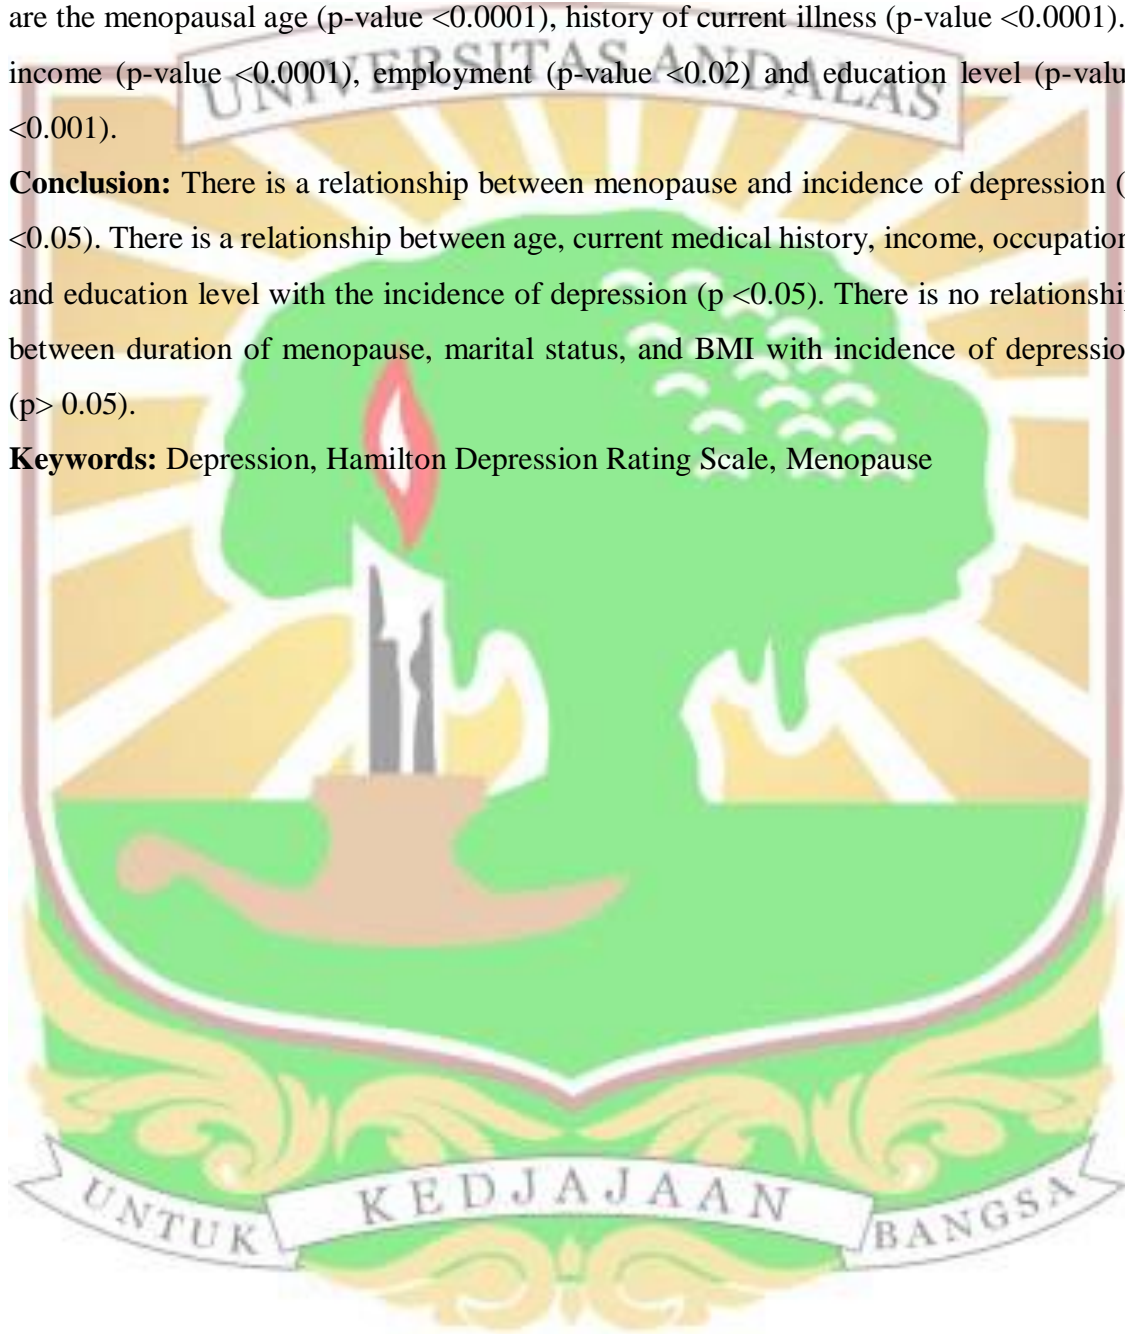 are the menopausal age (p-value <0.0001), history of current illness (p-value <0.0001).
income (p-value <0.0001), employment (p-value <0.02) and education level (p-valu
<0.001).
Conclusion: There is a relationship between menopause and incidence of depression (
<0.05). There is a relationship between age, current medical history, income, occupation
and education level with the incidence of depression (p <0.05). There is no relationshi
between duration of menopause, marital status, and BMI with incidence of depressio
(p> 0.05).
Keywords: Depression, Hamilton Depression Rating Scale, Menopause
UNIVERSITAS ANDALAS
UNTUK KEDJAJAAN BANGSA